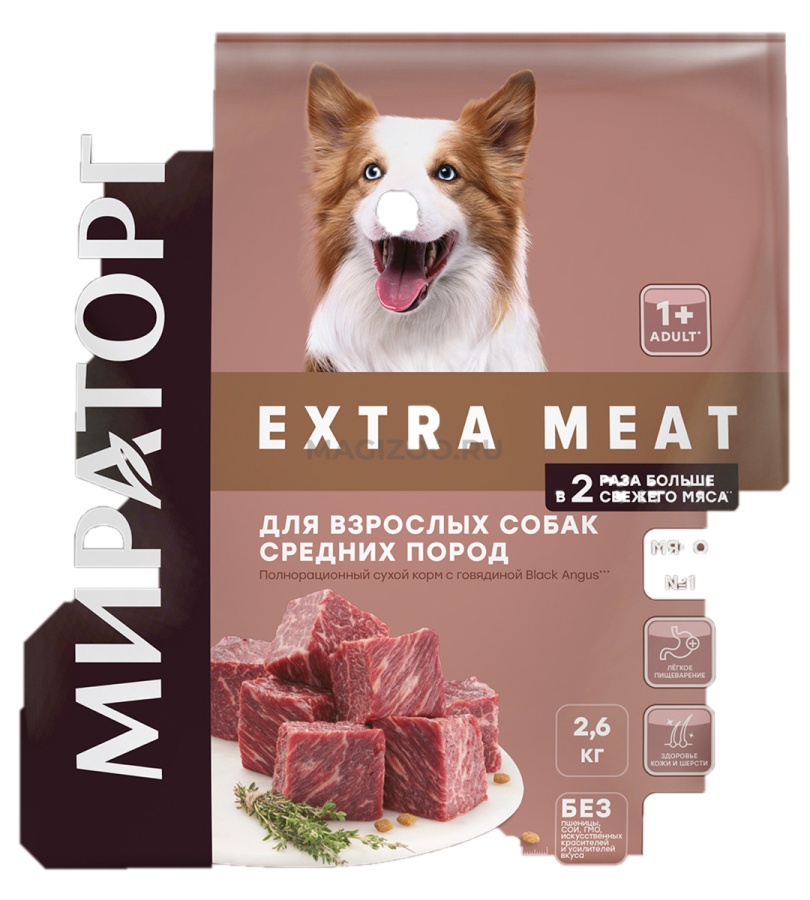 МИРАТОРГ
1+
ADULT*
EXTRA MEAT
MAGIZOO.RU
В 2 РАЗА БОЛЬШЕ
СВЕЖЕГО МЯСА**
ДЛЯ ВЗРОСЛЫХ СОБАК
СРЕДНИХ ПОРОД
Полнорационный сухой корм с говядиной Black Angus***
№1
ЛЁГКОЕ
ПИЩЕВАРЕНИЕ
2,6
КГ
ЗДОРОВЬЕ
КОЖИ И ШЕРСТИ
БЕЗ
пшеницы,
СОИ, ГМО,
искусственных
красителей
и усилителей
вкуса